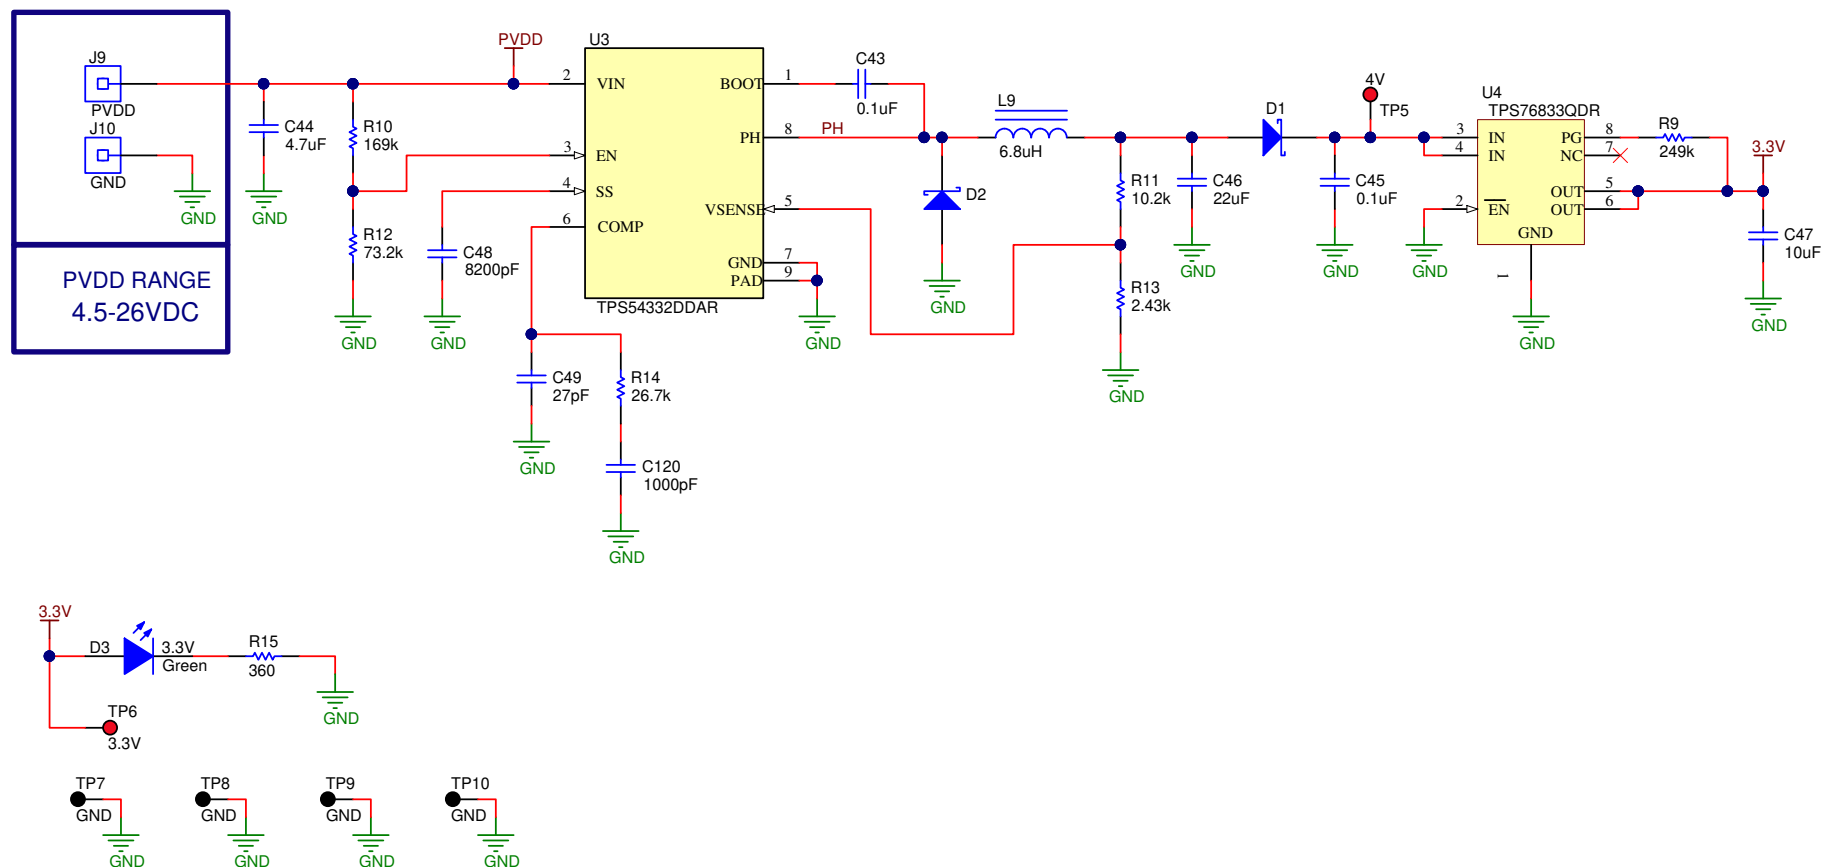 J9
PVDD
J10
GND
GND
PVDD RANGE
4.5-26VDC
C44
4.7uF
GND
R10
169k
R12
73.2k
GND
PVDD
C48
8200pF
GND
U3
2
VIN
3
EN
4
SS
6
COMP
BOOT
1
PH
8
VSENSE
5
GND
7
PAD
9
TPS54332DDAR
GND
C49
27pF
GND
R14
26.7k
C120
1000pF
GND
C43
0.1uF
PH
D2
GND
L9
6.8uH
R11
10.2k
R13
2.43k
GND
C46
22uF
GND
D1
C45
0.1uF
GND
4V
TP5
U4
TPS76833QDR
3
IN
4
IN
2
EN
GND
1
PG
8
NC
7
OUT
5
OUT
6
GND
GND
R9
249k
3.3V
C47
10uF
GND
3.3V
D3
3.3V
Green
R15
360
GND
TP6
3.3V
TP7
GND
GND
TP8
GND
GND
TP9
GND
GND
TP10
GND
GND